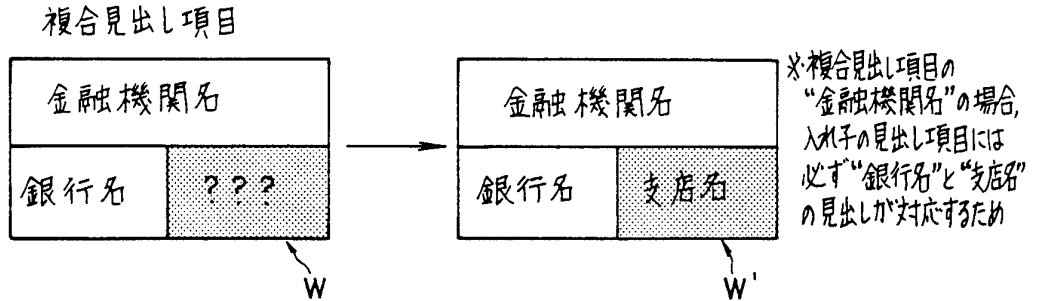 複合見出し項目
金融機関名
銀行名
???
W
金融機関名
銀行名
支店名
W'
※複合見出し項目の
“金融機関名”の場合,
入れ子の見出し項目には
必ず“銀行名”と“支店名”
の見出しが対応するため